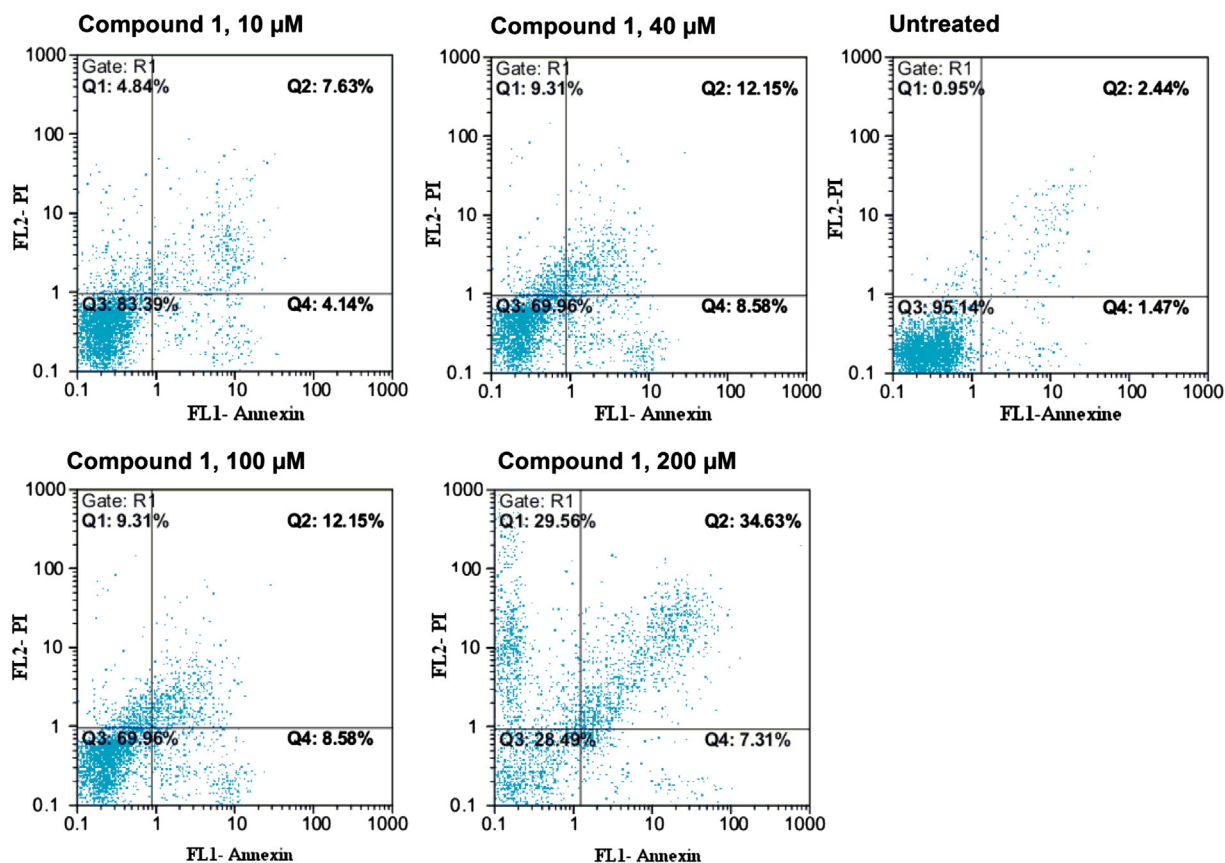 Compound 1, 10 µM
1000
Gate: R1
Q1: 4.84%
Q2: 7.63%
100
10
1
Q3: 83.39%
Q4: 4.14%
0.1
FL2- PI
0.1 1 10 100 1000
FL1- Annexin
Compound 1, 40 µM
1000
Gate: R1
Q1: 9.31%
Q2: 12.15%
100
10
1
Q3: 69.96%
Q4: 8.58%
0.1
FL2- PI
0.1 1 10 100 1000
FL1- Annexin
Untreated
1000
Gate: R1
Q1: 0.95%
Q2: 2.44%
100
10
1
Q3: 95.14%
Q4: 1.47%
0.1
FL2-PI
0.1 1 10 100 1000
FL1-Annexine
Compound 1, 100 µM
1000
Gate: R1
Q1: 9.31%
Q2: 12.15%
100
10
1
Q3: 69.96%
Q4: 8.58%
0.1
FL2- PI
0.1 1 10 100 1000
FL1- Annexin
Compound 1, 200 µM
1000
Gate: R1
Q1: 29.56%
Q2: 34.63%
100
10
1
Q3: 28.49%
Q4: 7.31%
0.1
FL2- PI
0.1 1 10 100 1000
FL1- Annexin